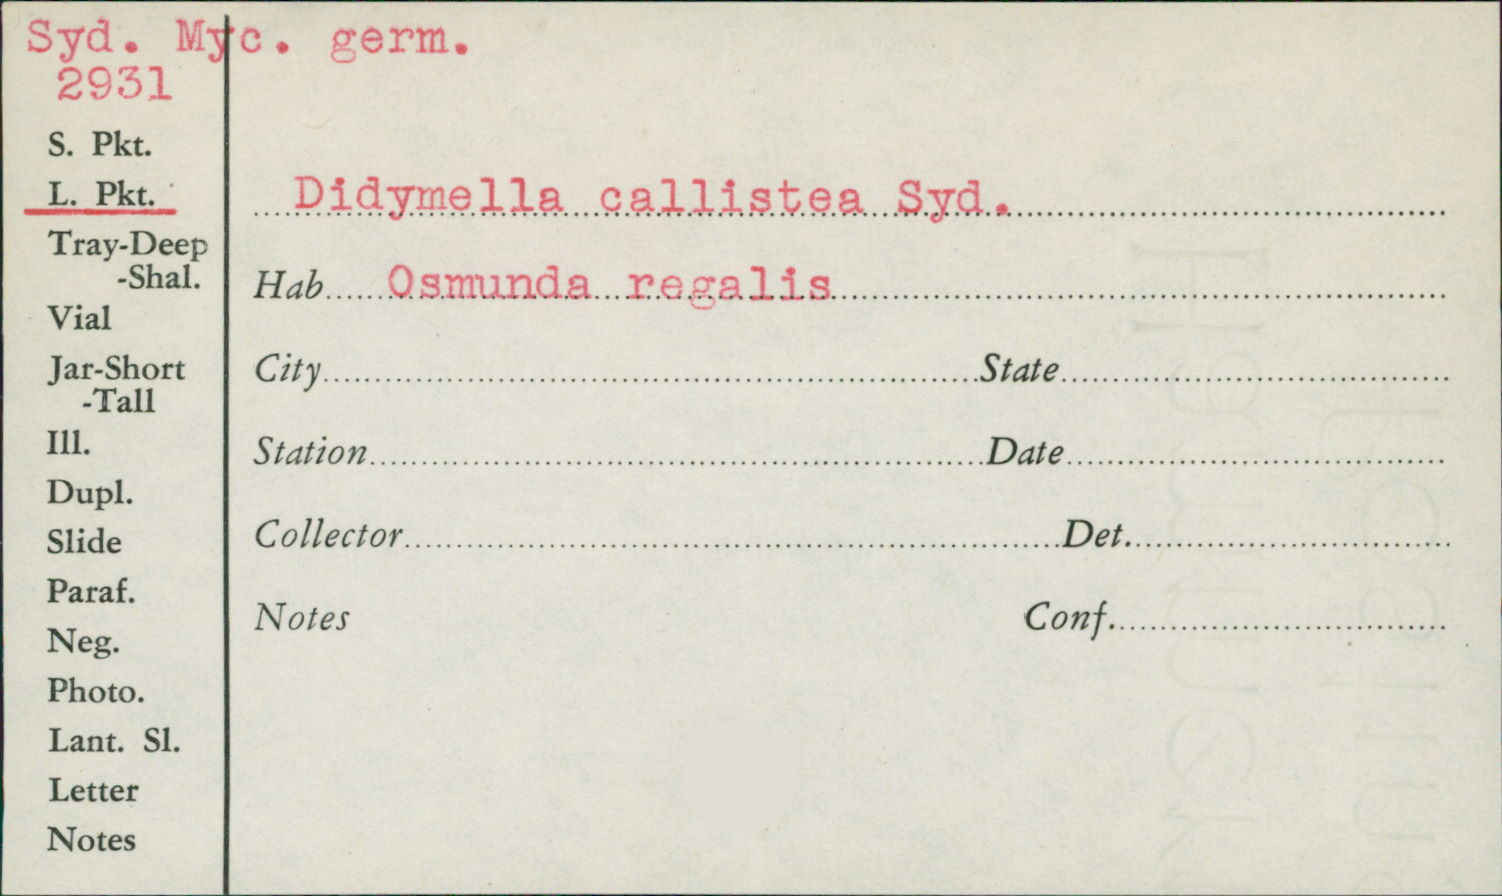 Syd. Myc. germ.
2931
S. Pkt.
L. Pkt.
Tray-Deep
-Shal.
Vial
Jar-Short
-Tall
Ill.
Dupl.
Slide
Paraf.
Neg.
Photo.
Lant. Sl.
Letter
Notes
Didymella callistea Syd.
Hab Osmunda regalis
City State
Station Date
Collector Det.
Notes Conf.